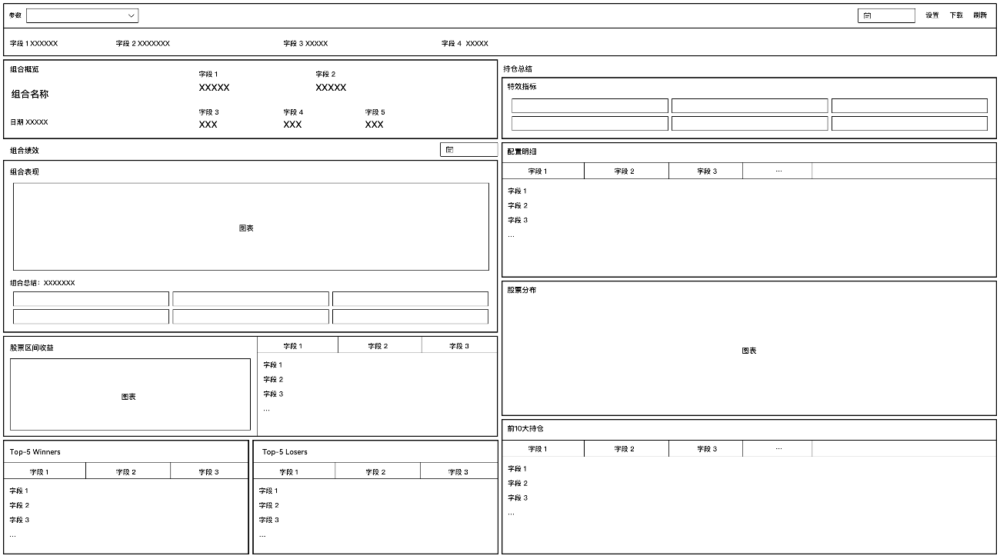 参数
设置 下载 刷新
字段 1 XXXXXX 字段 2 XXXXXXX 字段 3 XXXXX 字段 4 XXXXX
组合概览
组合名称
日期 XXXXX
字段 1 字段 2
XXXXX XXXXX
字段 3 字段 4 字段 5
XXX XXX XXX
组合绩效
组合表现
图表
组合总结：XXXXXXX
股票区间收益
图表
字段 1 字段 2 字段 3
字段 1
字段 2
字段 3
...
Top-5 Winners
字段 1 字段 2 字段 3
字段 1
字段 2
字段 3
...
Top-5 Losers
字段 1 字段 2 字段 3
字段 1
字段 2
字段 3
...
持仓总结
特效指标
配置明细
字段 1 字段 2 字段 3 ...
字段 1
字段 2
字段 3
...
股票分布
图表
前10大持仓
字段 1 字段 2 字段 3 ...
字段 1
字段 2
字段 3
...